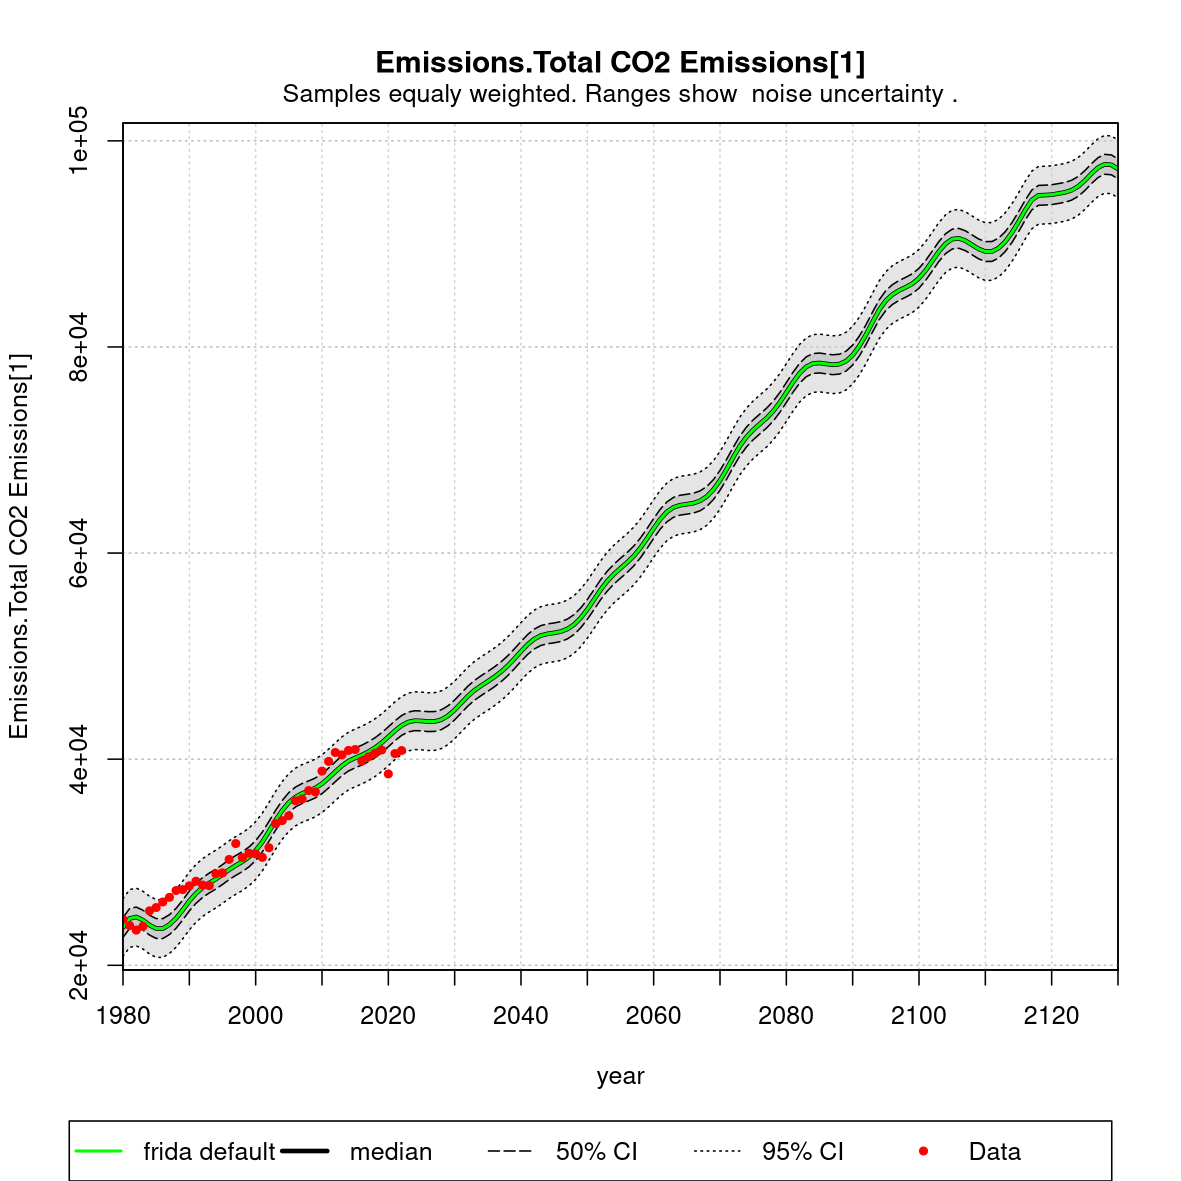 Emissions.Total CO2 Emissions[1]
Samples equaly weighted. Ranges show  noise uncertainty .
Emissions.Total CO2 Emissions[1]
1e+05
8e+04
6e+04
4e+04
2e+04
1980 2000 2020 2040 2060 2080 2100 2120
year
frida default median 50% CI 95% CI Data